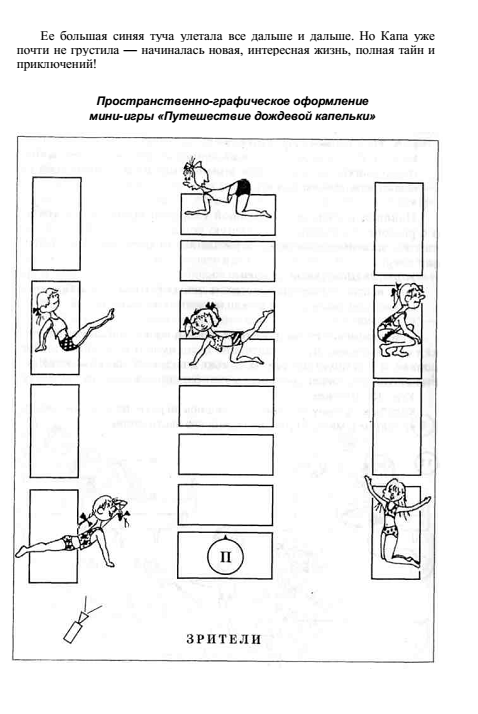 Ее большая синяя туча улетала все дальше и дальше. Но Капа уже
почти не грустила — начиналась новая, интересная жизнь, полная тайн и
приключений!
Пространственно-графическое оформление
мини-игры «Путешествие дождевой капельки»
П
ЗРИТЕЛИ